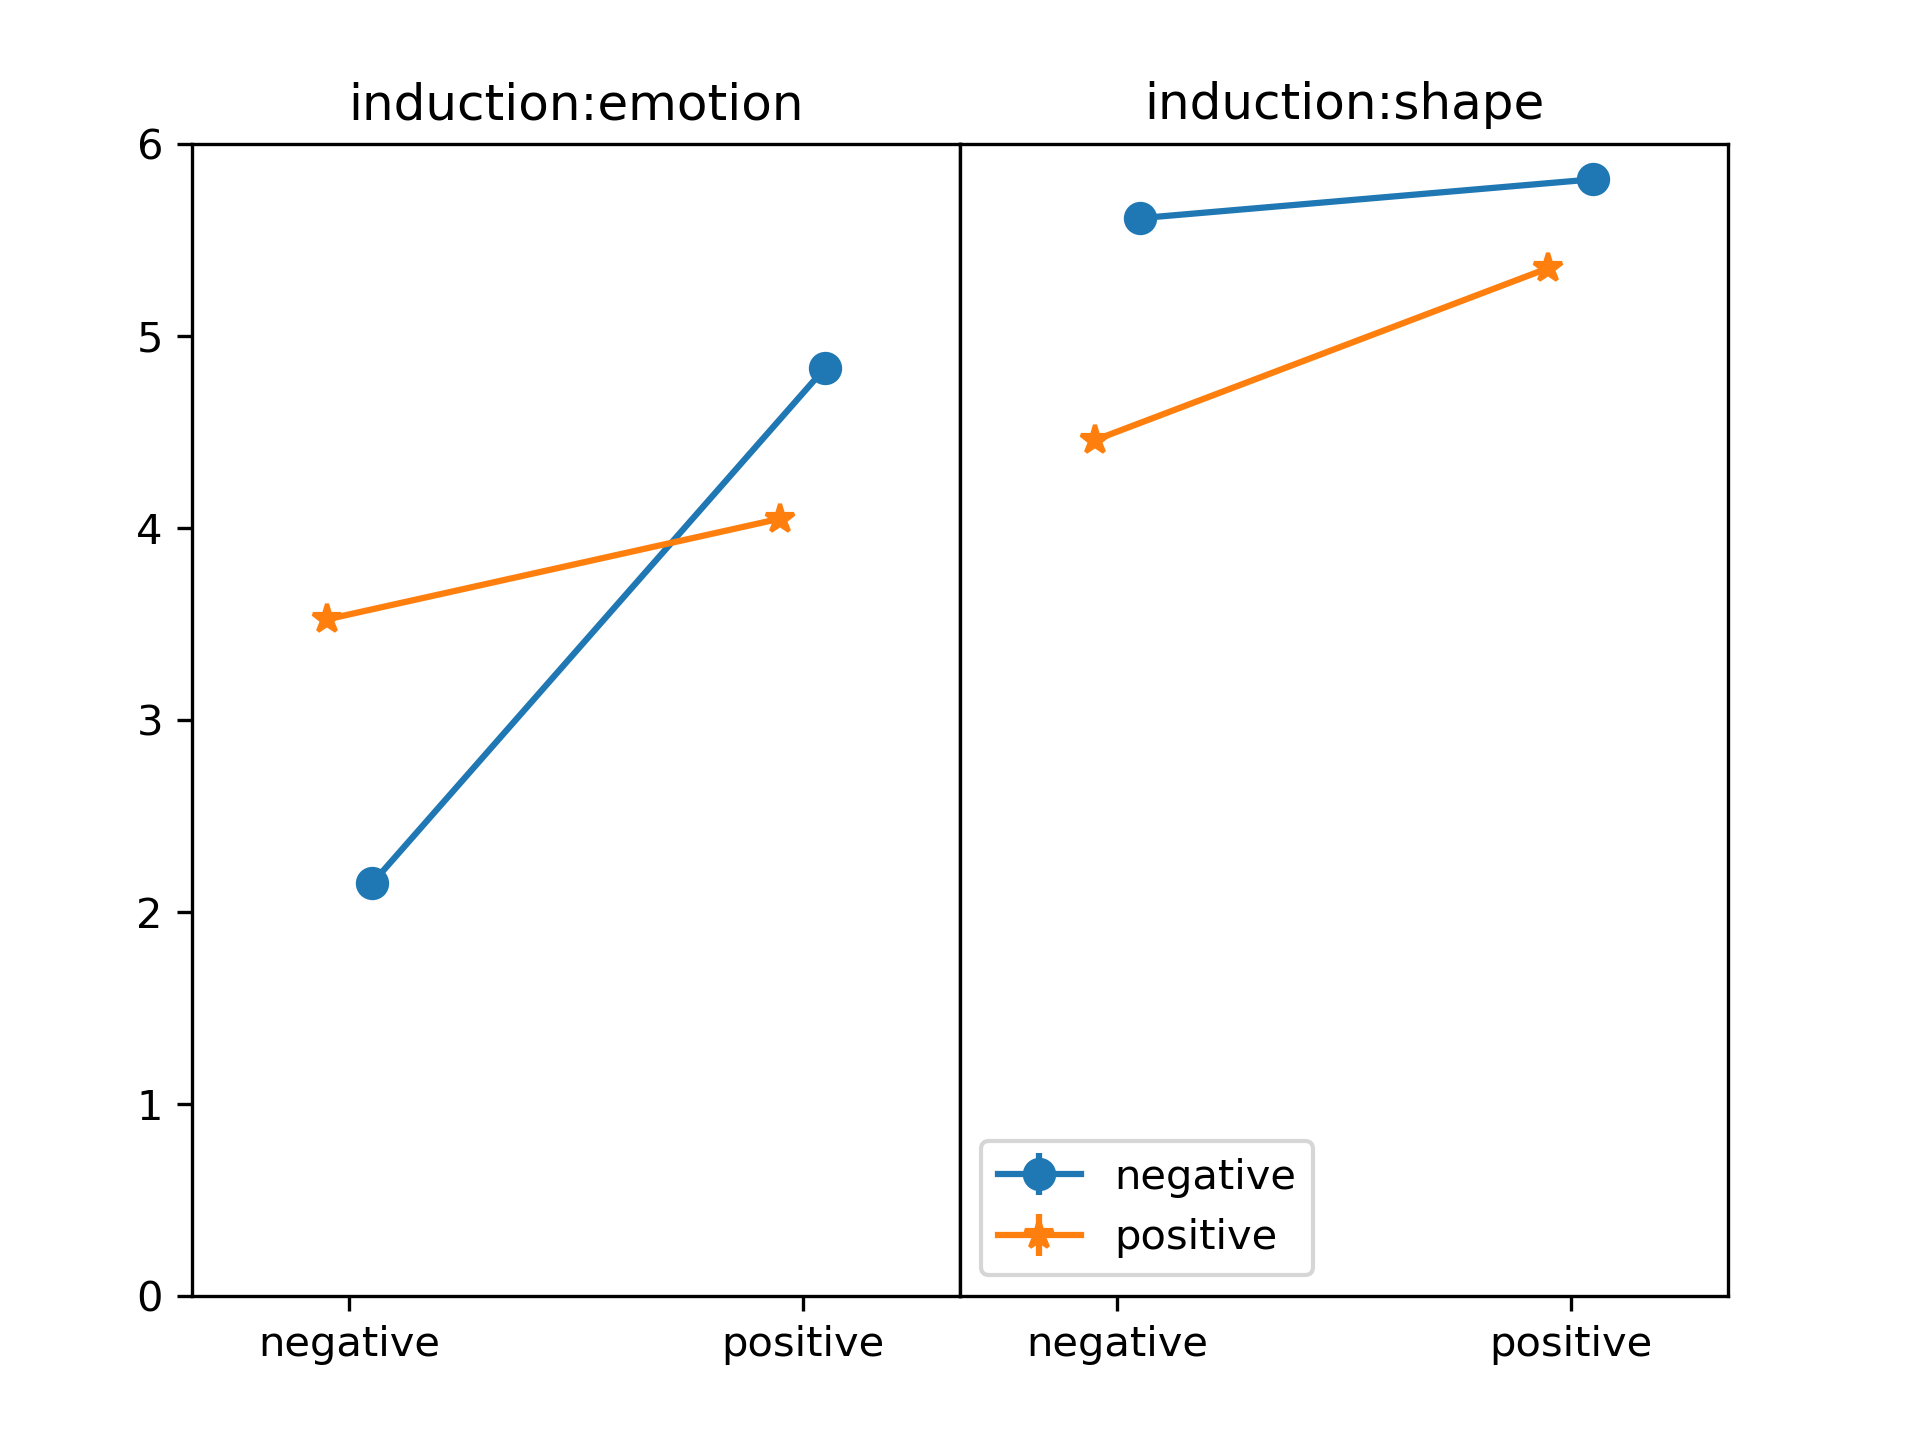 induction:emotion
induction:shape
6
5
4
3
2
1
0
negative
positive
negative
positive
negative
positive